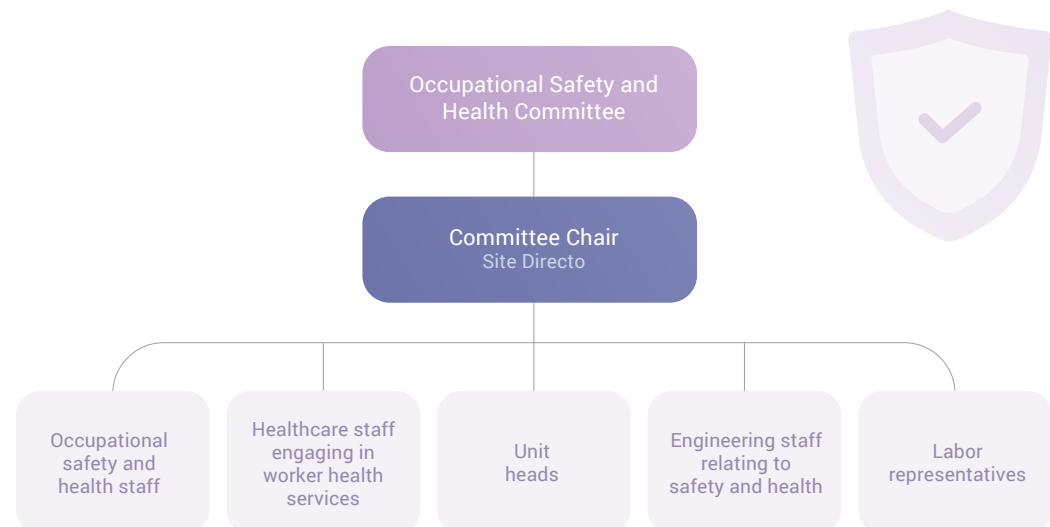 Occupational Safety and
Health Committee
Committee Chair
Site Directo
Occupational
safety and
health staff
Healthcare staff
engaging in
worker health
services
Unit
heads
Engineering staff
relating to
safety and health
Labor
representatives